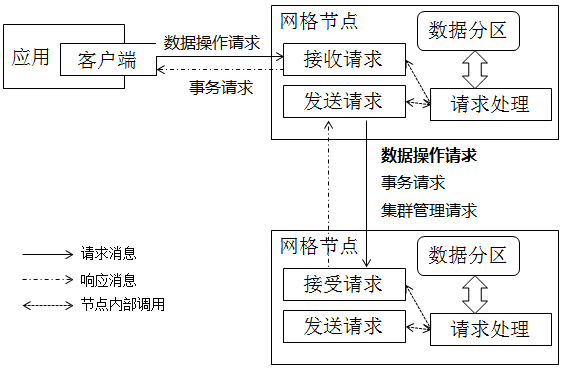 应用
客户端
数据操作请求
事务请求
网格节点
数据分区
接收请求
发送请求
请求处理
数据操作请求
事务请求
集群管理请求
网格节点
数据分区
接受请求
发送请求
请求处理
请求消息
响应消息
节点内部调用